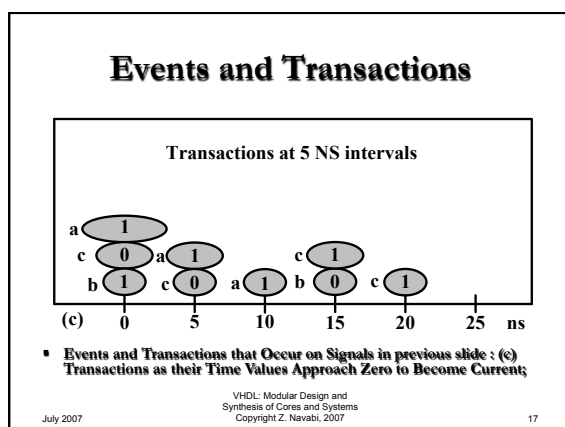 Events and Transactions
Transactions at 5 NS intervals
a 1
c 0 a 1 c 1
b 1 c 0 a 1 b 0 c 1
(c) 0 5 10 15 20 25 ns
▪ Events and Transactions that Occur on Signals in previous slide : (c)
Transactions as their Time Values Approach Zero to Become Current;
July 2007
VHDL: Modular Design and
Synthesis of Cores and Systems
Copyright Z. Navabi, 2007
17